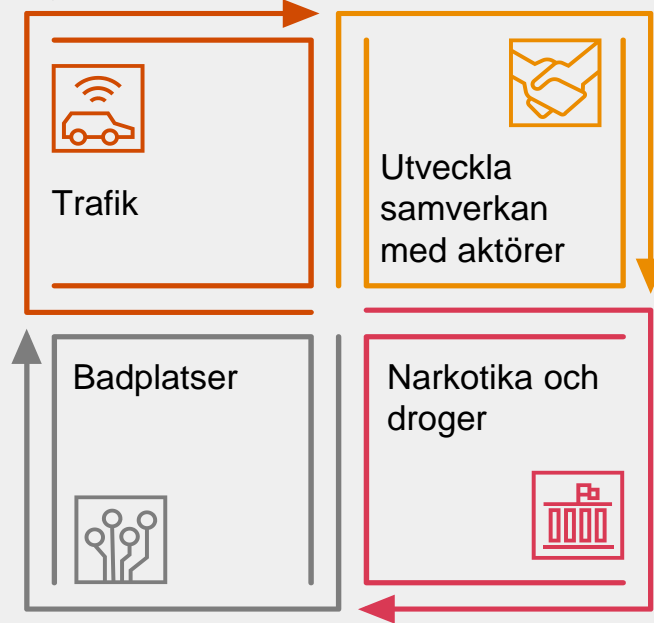 Trafik
Utveckla
samverkan
med aktörer
Badplatser
Narkotika och
droger